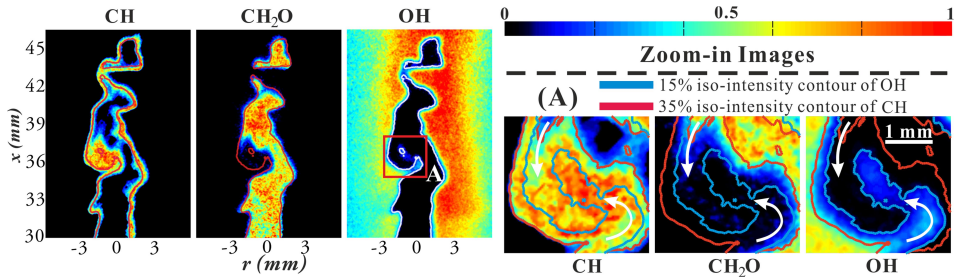 CH CH2O OH
0 0.5 1
Zoom-in Images
(A)
15% iso-intensity contour of OH
35% iso-intensity contour of CH
x (mm)
45
42
39
36
33
30
A
1 mm
-3 0 3 -3 0 3 -3 0 3
r (mm)
CH CH2O OH